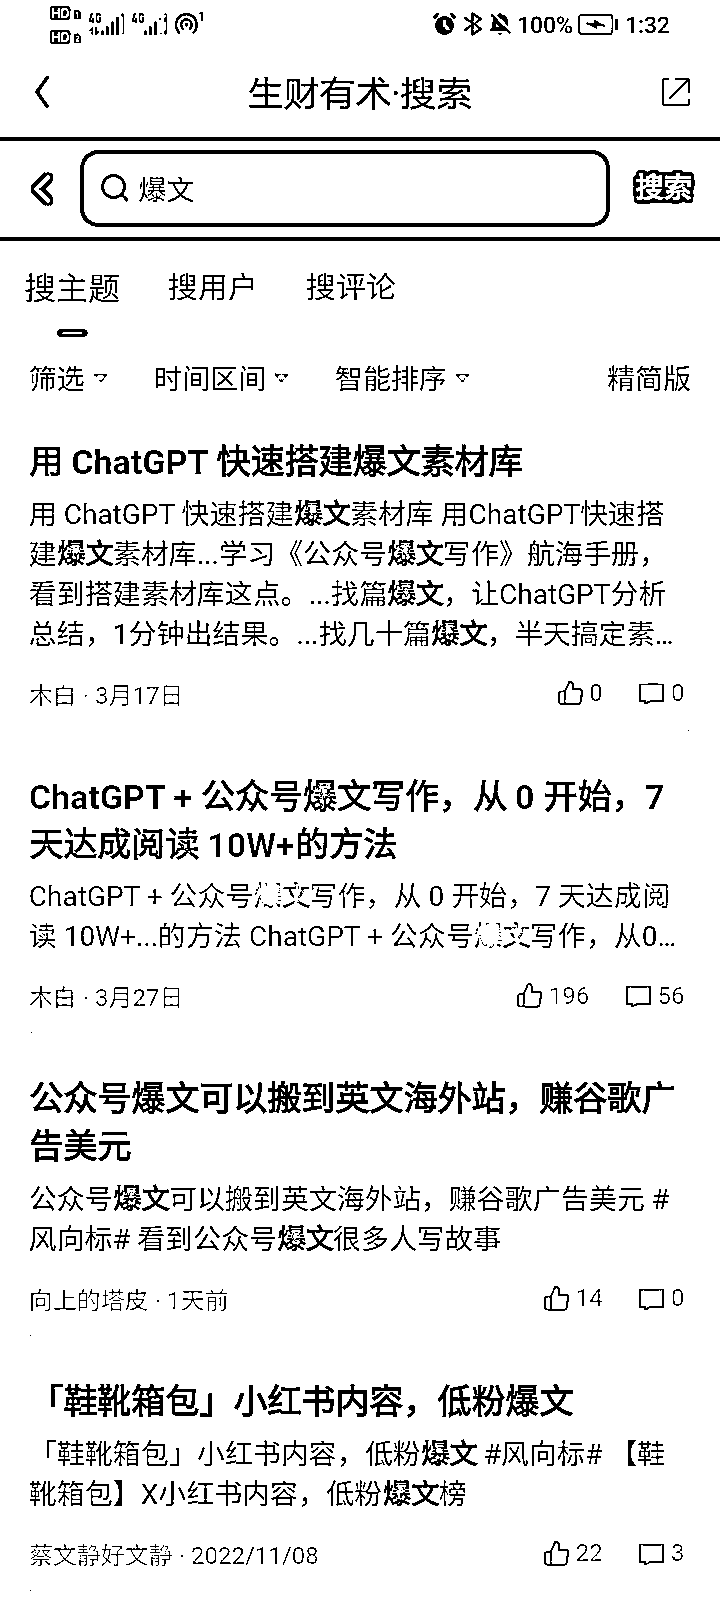 100% 1:32
生财有术·搜索
爆文
搜索
搜主题 搜用户 搜评论
筛选 时间区间 智能排序 精简版
用 ChatGPT 快速搭建爆文素材库
用 ChatGPT 快速搭建爆文素材库 用ChatGPT快速搭
建爆文素材库...学习《公众号爆文写作》航海手册，
看到搭建素材库这点。...找篇爆文，让ChatGPT分析
总结，1分钟出结果。...找几十篇爆文，半天搞定素...
木白 · 3月17日 0 0
ChatGPT + 公众号爆文写作，从 0 开始，7
天达成阅读 10W+的方法
ChatGPT + 公众号爆文写作，从 0 开始，7 天达成阅
读 10W+...的方法 ChatGPT + 公众号爆文写作，从0...
木白 · 3月27日 196 56
公众号爆文可以搬到英文海外站，赚谷歌广
告美元
公众号爆文可以搬到英文海外站，赚谷歌广告美元 #
风向标# 看到公众号爆文很多人写故事
向上的塔皮 · 1天前 14 0
「鞋靴箱包」小红书内容，低粉爆文
「鞋靴箱包」小红书内容，低粉爆文 #风向标# 【鞋
靴箱包】X小红书内容，低粉爆文榜
蔡文静好文静 · 2022/11/08 22 3